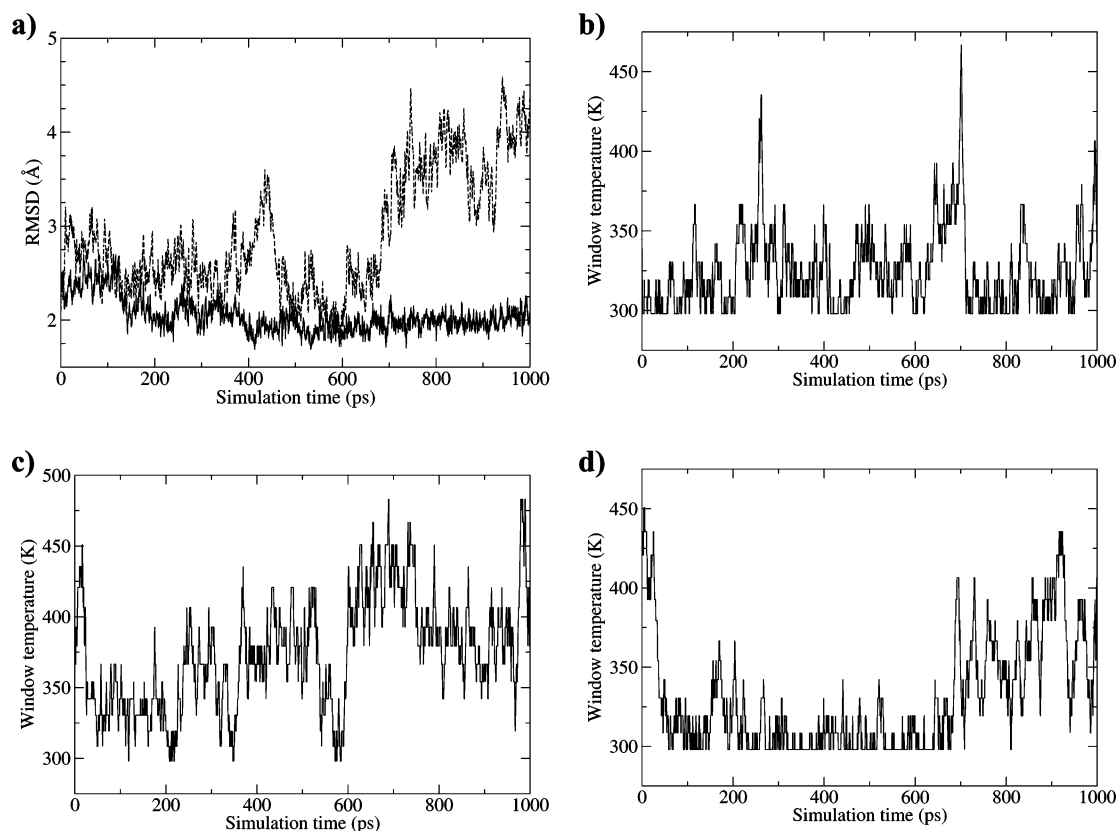 a)
5
4
3
2
RMSD (Å)
0 200 400 600 800 1000
Simulation time (ps)
b)
450
400
350
300
Window temperature (K)
0 200 400 600 800 1000
Simulation time (ps)
c)
500
450
400
350
300
Window temperature (K)
0 200 400 600 800 1000
Simulation time (ps)
d)
450
400
350
300
Window temperature (K)
0 200 400 600 800 1000
Simulation time (ps)